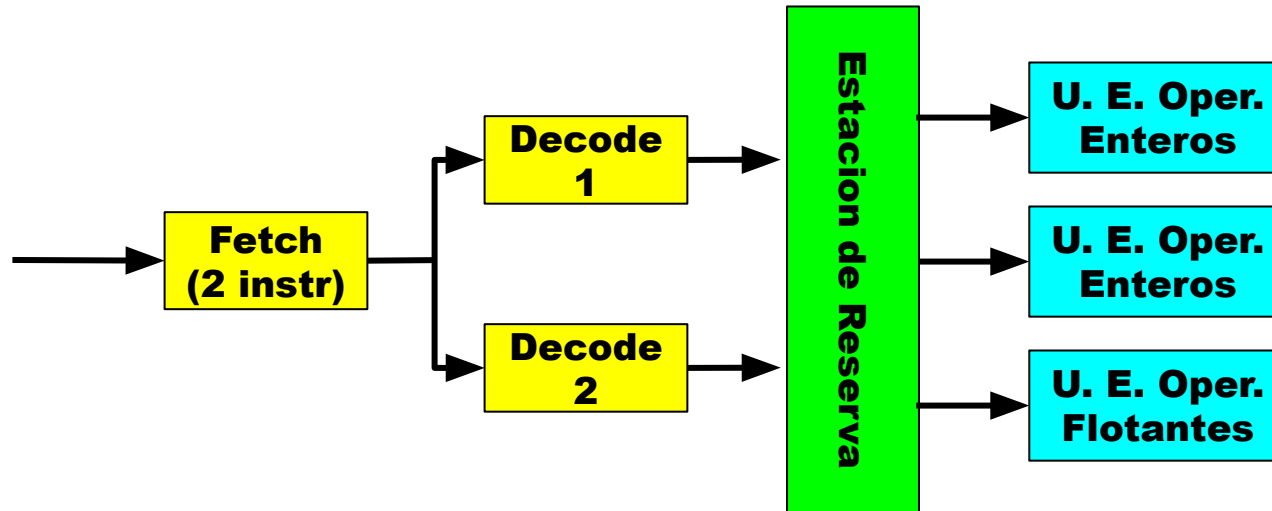 Fetch
(2 instr)
Decode
1
Decode
2
Estacion de Reserva
U. E. Oper.
Enteros
U. E. Oper.
Enteros
U. E. Oper.
Flotantes